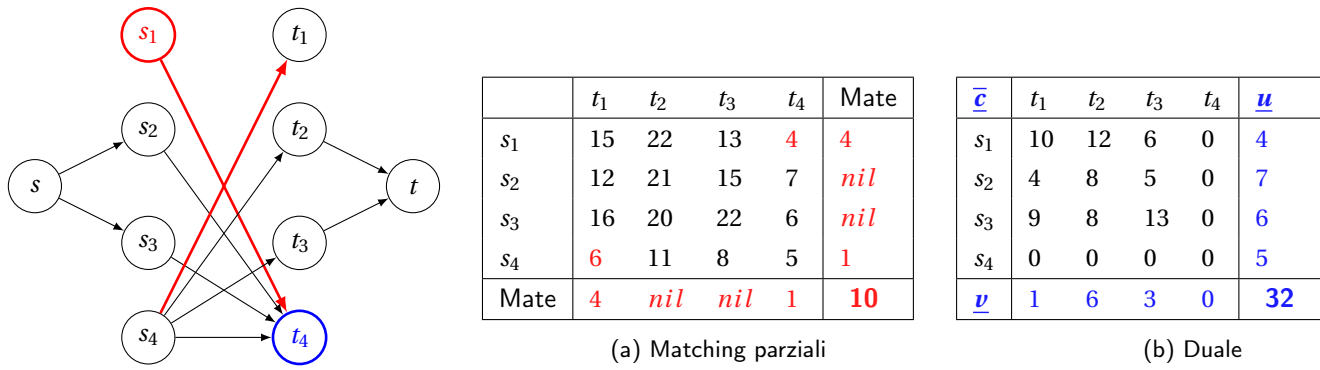 s1 t1
s2 t2
s t
s3 t3
s4 t4
t1 t2 t3 t4 Mate
s1 15 22 13 4 4
s2 12 21 15 7 nil
s3 16 20 22 6 nil
s4 6 11 8 5 1
Mate 4 nil nil 1 10
(a) Matching parziali
c̅ t1 t2 t3 t4 u
s1 10 12 6 0 4
s2 4 8 5 0 7
s3 9 8 13 0 6
s4 0 0 0 0 5
v 1 6 3 0 32
(b) Duale